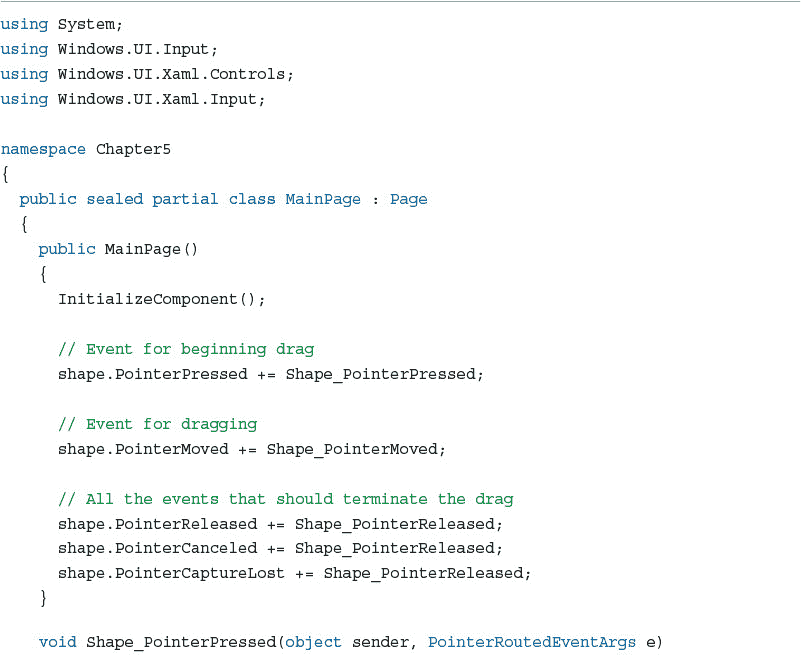 using System;
using Windows.UI.Input;
using Windows.UI.Xaml.Controls;
using Windows.UI.Xaml.Input;

namespace Chapter5
{
  public sealed partial class MainPage : Page
  {
    public MainPage()
    {
      InitializeComponent();

      // Event for beginning drag
      shape.PointerPressed += Shape_PointerPressed;

      // Event for dragging
      shape.PointerMoved += Shape_PointerMoved;

      // All the events that should terminate the drag
      shape.PointerReleased += Shape_PointerReleased;
      shape.PointerCanceled += Shape_PointerReleased;
      shape.PointerCaptureLost += Shape_PointerReleased;
    }

    void Shape_PointerPressed(object sender, PointerRoutedEventArgs e)